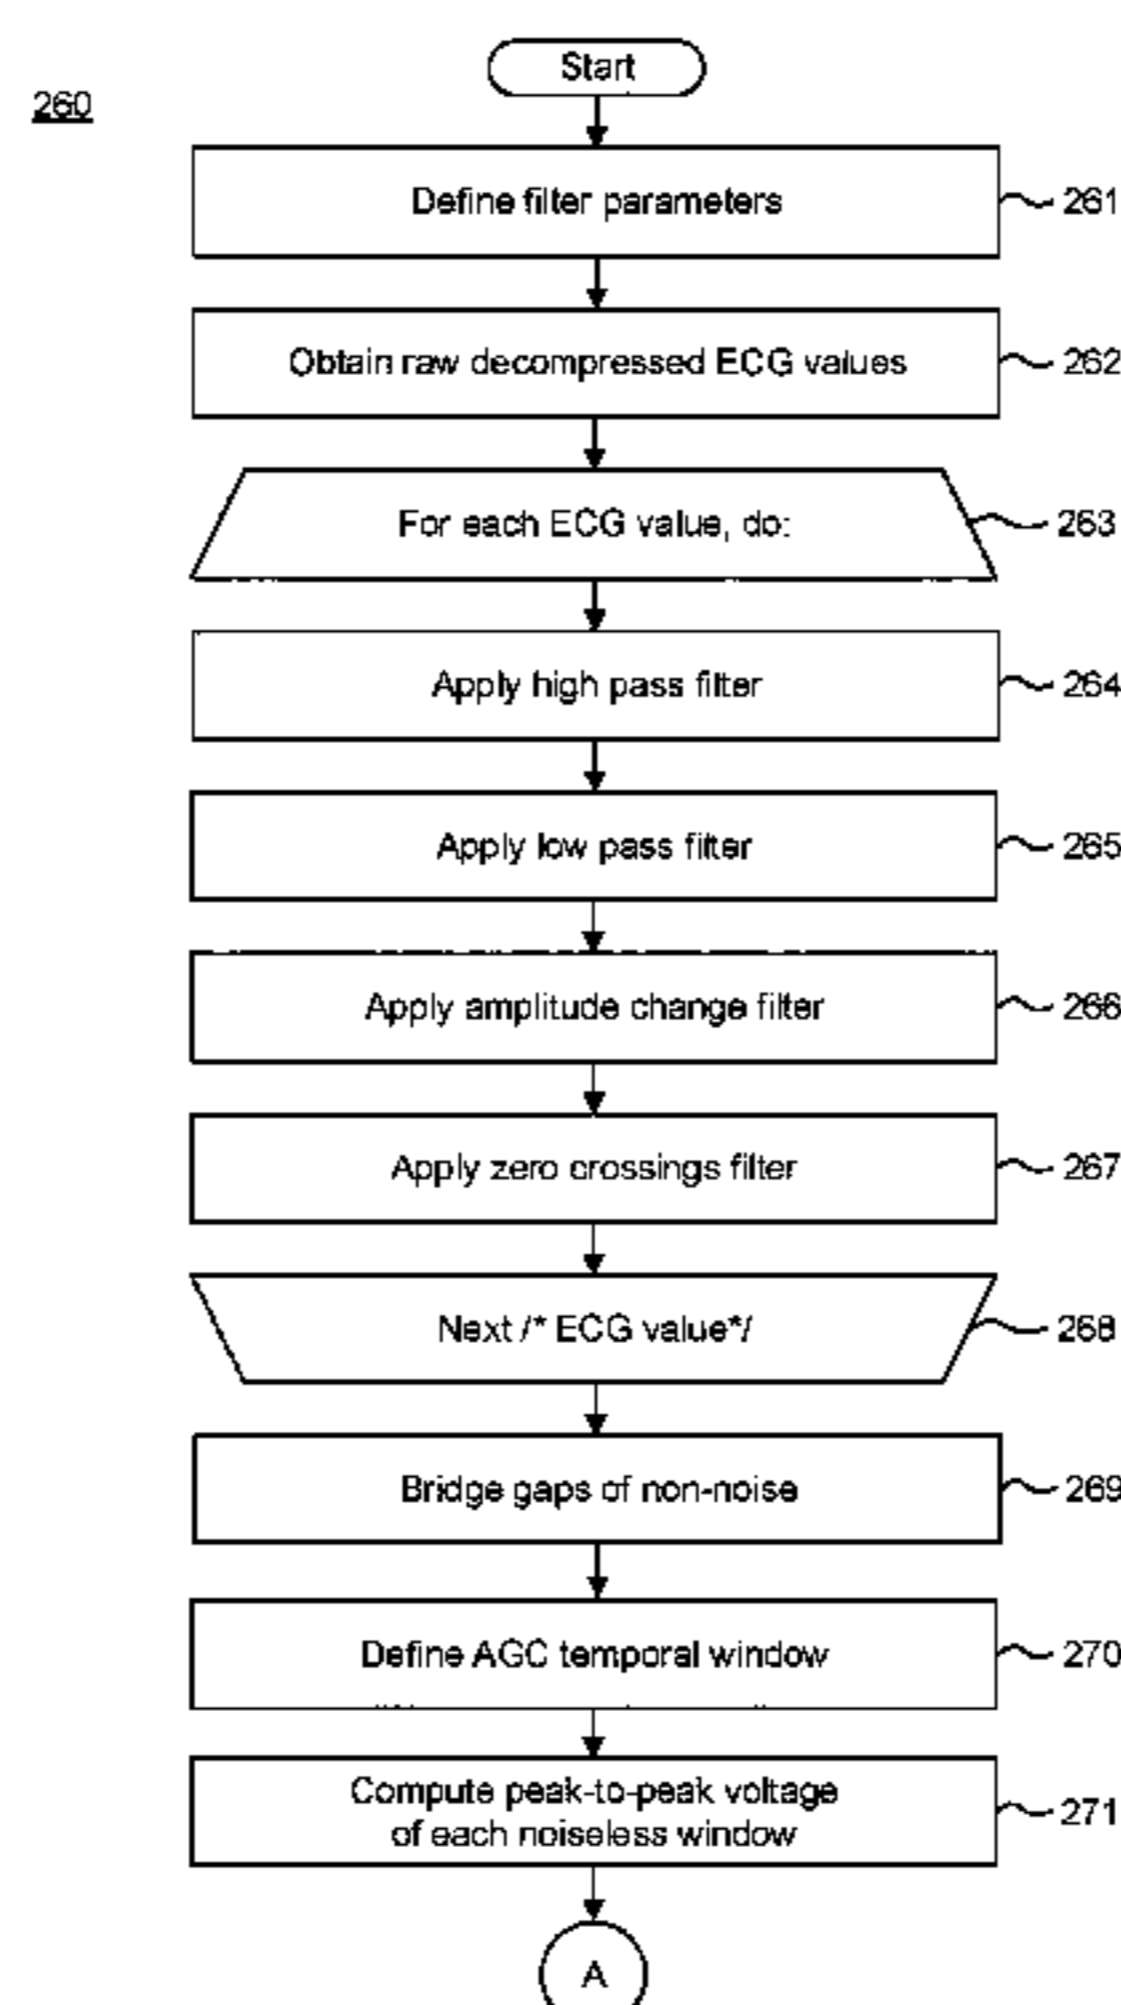 Start
260
Define filter parameters
261
Obtain raw decompressed ECG values
262
For each ECG value, do:
263
Apply high pass filter
264
Apply low pass filter
265
Apply amplitude change filter
266
Apply zero crossings filter
267
Next /* ECG value*/
268
Bridge gaps of non-noise
269
Define AGC temporal window
270
Compute peak-to-peak voltage
of each noiseless window
271
A